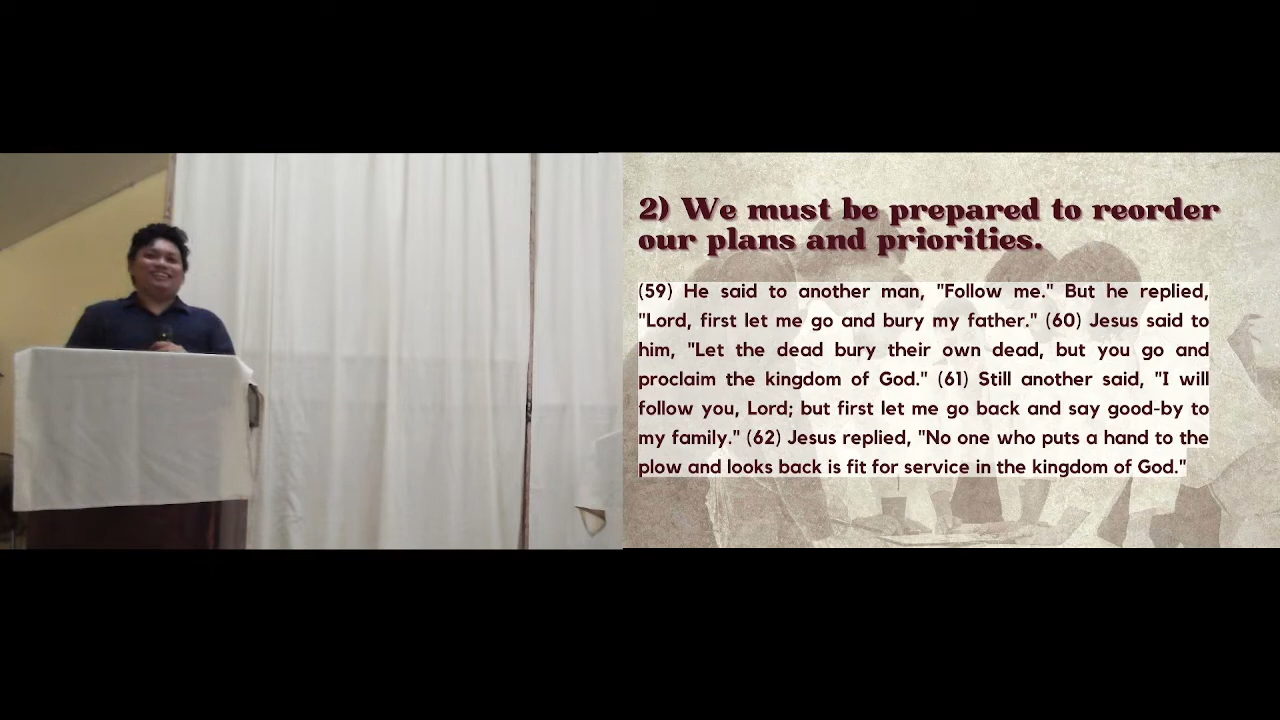 2) We must be prepared to reorder
our plans and priorities.
(59) He said to another man, "Follow me." But he replied,
"Lord, first let me go and bury my father." (60) Jesus said to
him, "Let the dead bury their own dead, but you go and
proclaim the kingdom of God." (61) Still another said, "I will
follow you, Lord; but first let me go back and say good-by to
my family." (62) Jesus replied, "No one who puts a hand to the
plow and looks back is fit for service in the kingdom of God."